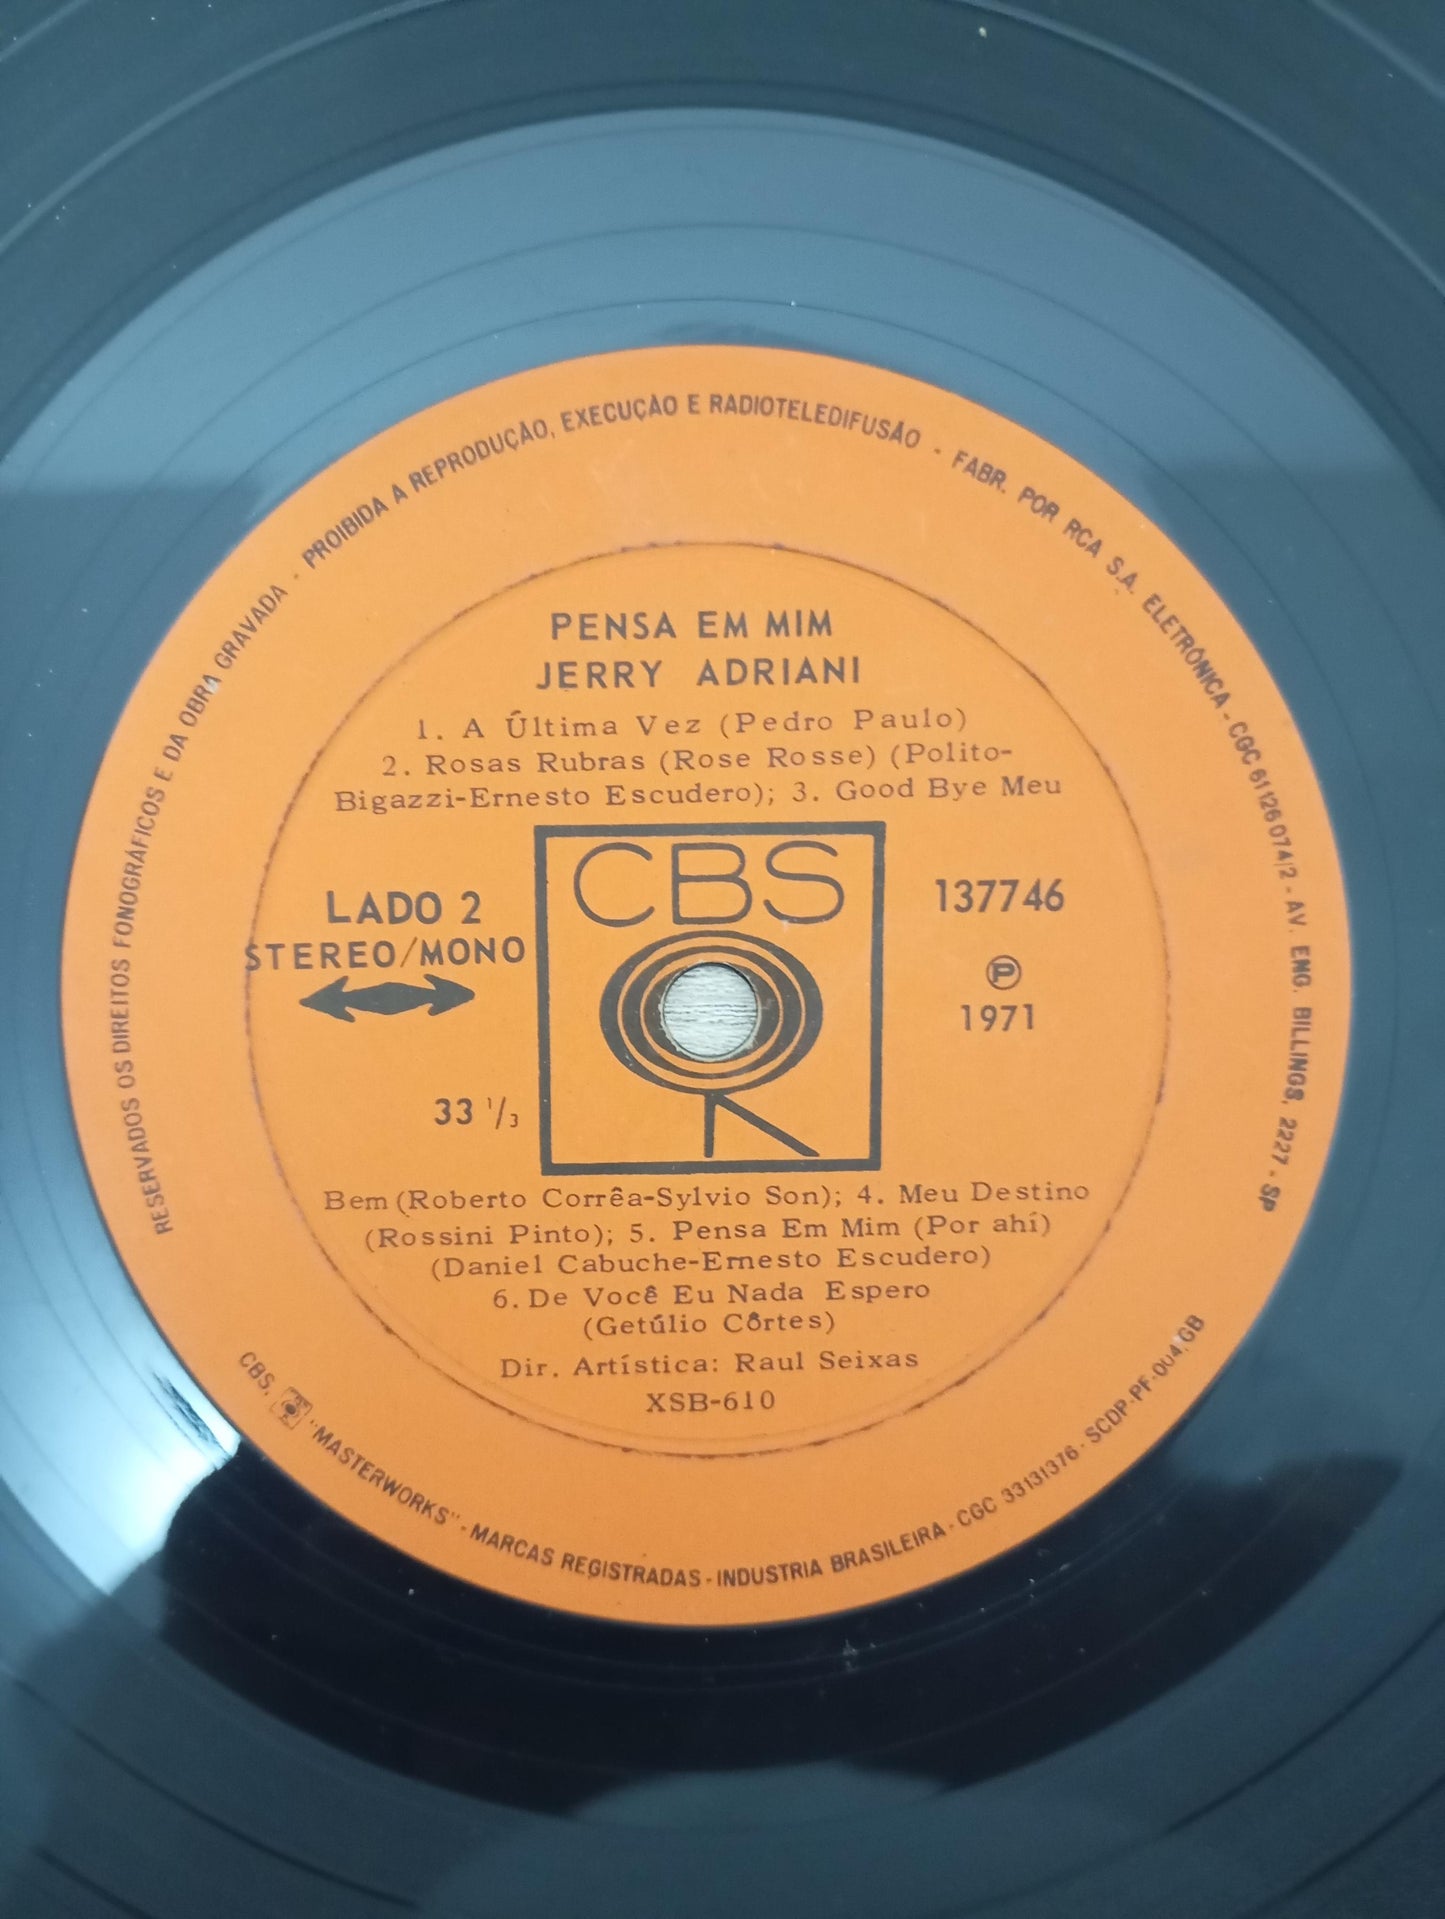 RESERVADOS OS DIREITOS FONOGRÁFICOS E DA OBRA GRAVADA - PROIBIDA A REPRODUÇÃO, EXECUÇÃO E RADIOTELEDIFUSÃO - FABR. POR RCA S.A. ELETRÔNICA - CGC 61126074/2 - AV. ENG. BILLINGS, 2227 - SP
PENSA EM MIM
JERRY ADRIANI
1. A Última Vez (Pedro Paulo)
2. Rosas Rubras (Rose Rosse) (Polito-
Bigazzi-Ernesto Escudero); 3. Good Bye Meu
CBS
LADO 2
STEREO/MONO
33 1/3
137746
℗
1971
Bem (Roberto Corrêa-Sylvio Son); 4. Meu Destino
(Rossini Pinto); 5. Pensa Em Mim (Por ahí)
(Daniel Cabuche-Ernesto Escudero)
6. De Você Eu Nada Espero
(Getúlio Côrtes)
Dir. Artística: Raul Seixas
XSB-610
CBS, "MASTERWORKS" - MARCAS REGISTRADAS - INDUSTRIA BRASILEIRA - CGC 33131376 - SCDP-PF-004/GB